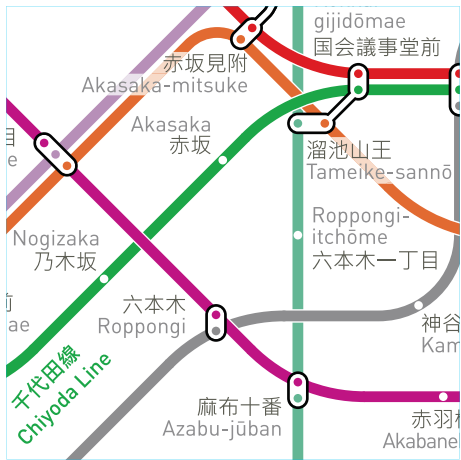 gijidōmae
国会議事堂前
赤坂見附
Akasaka-mitsuke
Akasaka
赤坂
溜池山王
Tameike-sannō
Roppongi-
itchōme
六本木一丁目
Nogizaka
乃木坂
六本木
Roppongi
神谷
Kam
千代田線
Chiyoda Line
麻布十番
Azabu-jūban
赤羽
Akabane